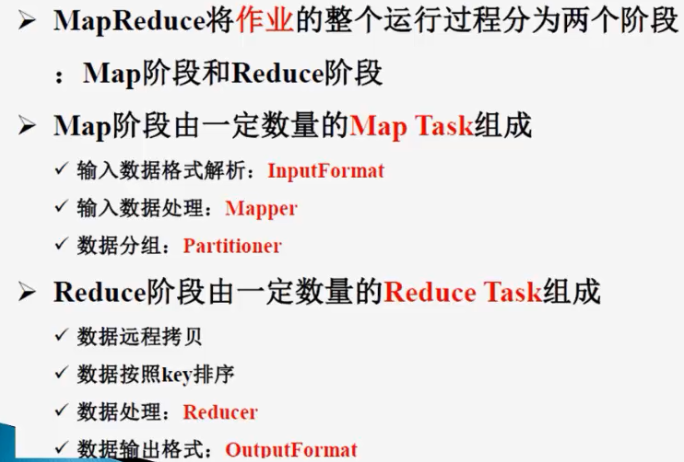 ➢ MapReduce将作业的整个运行过程分为两个阶段
：Map阶段和Reduce阶段
➢ Map阶段由一定数量的Map Task组成
✓ 输入数据格式解析：InputFormat
✓ 输入数据处理：Mapper
✓ 数据分组：Partitioner
➢ Reduce阶段由一定数量的Reduce Task组成
✓ 数据远程拷贝
✓ 数据按照key排序
✓ 数据处理：Reducer
✓ 数据输出格式：OutputFormat